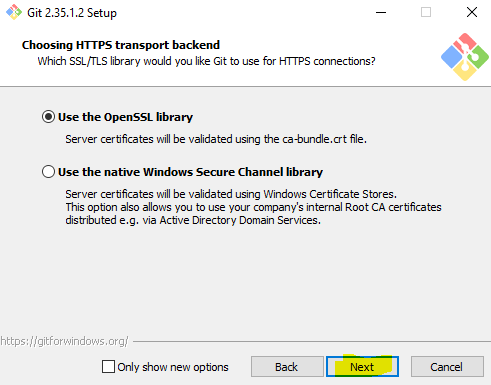 Git 2.35.1.2 Setup
Choosing HTTPS transport backend
Which SSL/TLS library would you like Git to use for HTTPS connections?
Use the OpenSSL library
Server certificates will be validated using the ca-bundle.crt file.
Use the native Windows Secure Channel library
Server certificates will be validated using Windows Certificate Stores.
This option also allows you to use your company's internal Root CA certificates
distributed e.g. via Active Directory Domain Services.
https://gitforwindows.org/
Only show new options
Back
Next
Cancel